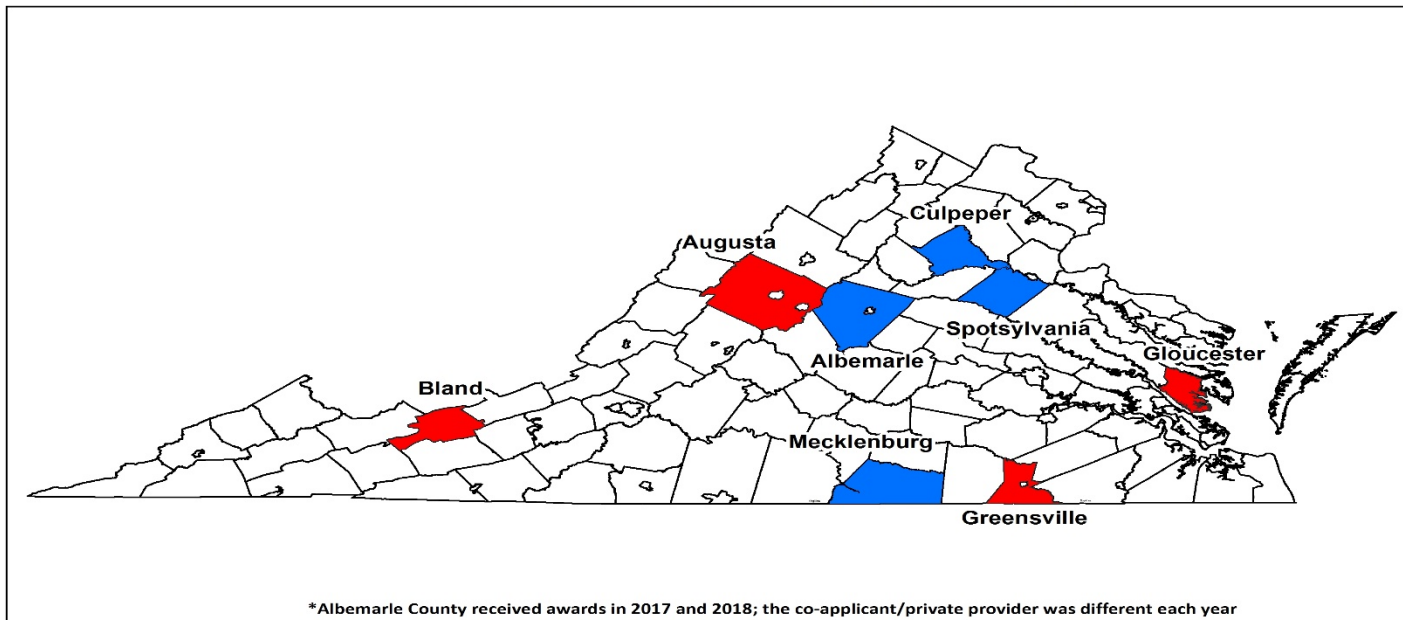 Culpeper
Augusta
Spotsylvania
Gloucester
Albemarle
Bland
Mecklenburg
Greensville
*Albemarle County received awards in 2017 and 2018; the co-applicant/private provider was different each year